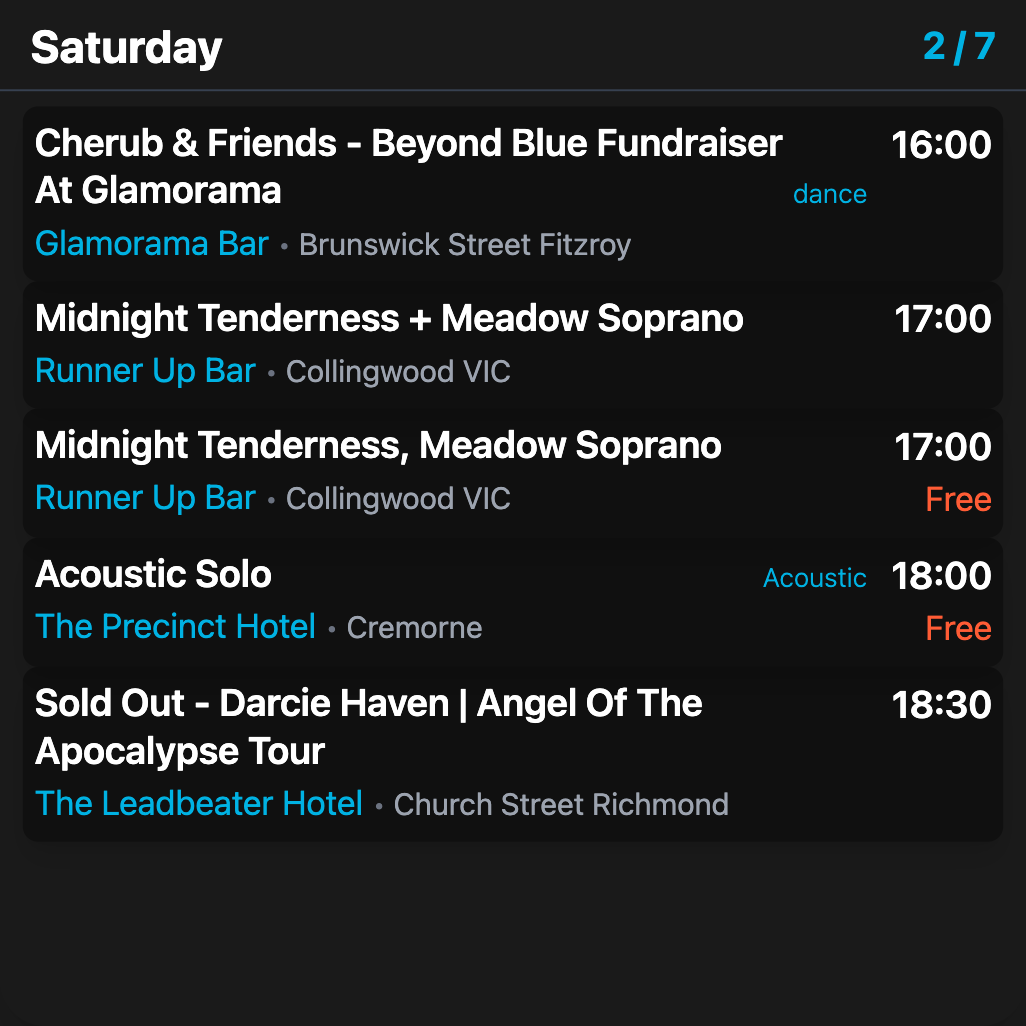 Saturday 2 / 7
Cherub & Friends - Beyond Blue Fundraiser 16:00
At Glamorama dance
Glamorama Bar • Brunswick Street Fitzroy
Midnight Tenderness + Meadow Soprano 17:00
Runner Up Bar • Collingwood VIC
Midnight Tenderness, Meadow Soprano 17:00
Runner Up Bar • Collingwood VIC Free
Acoustic Solo Acoustic 18:00
The Precinct Hotel • Cremorne Free
Sold Out - Darcie Haven | Angel Of The 18:30
Apocalypse Tour
The Leadbeater Hotel • Church Street Richmond